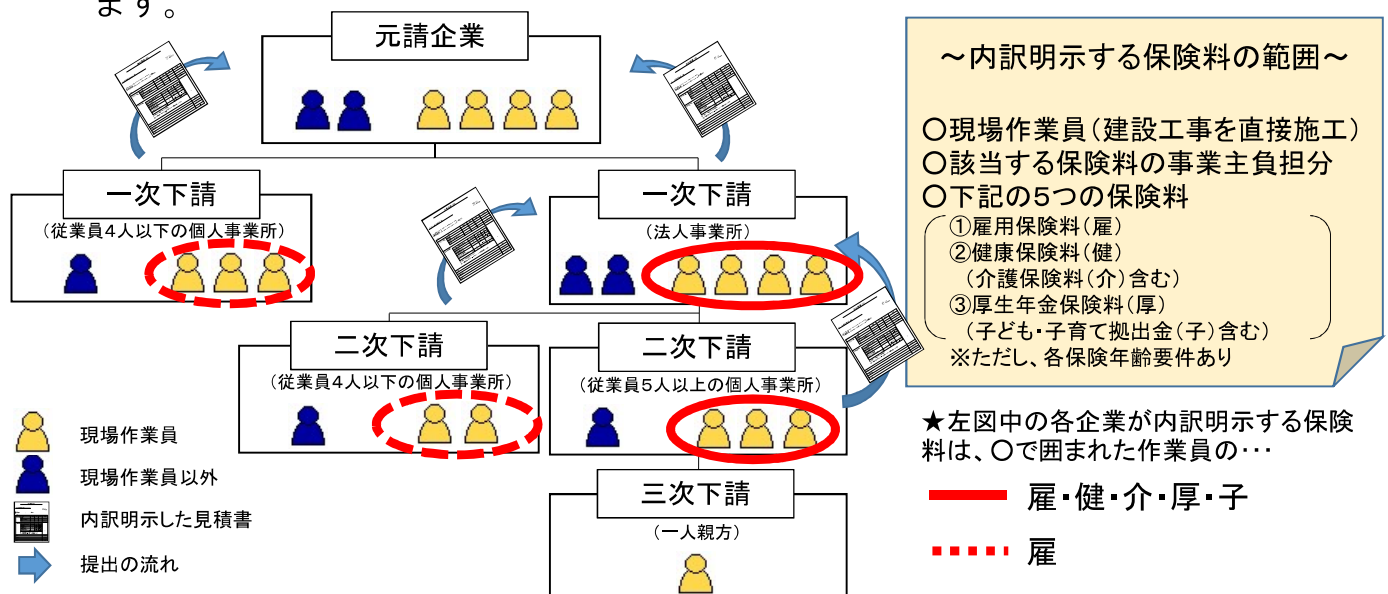 ます。
元請企業
一次下請
(従業員4人以下の個人事業所)
一次下請
(法人事業所)
二次下請
(従業員4人以下の個人事業所)
二次下請
(従業員5人以上の個人事業所)
三次下請
(一人親方)
現場作業員
現場作業員以外
内訳明示した見積書
提出の流れ
～内訳明示する保険料の範囲～
○現場作業員(建設工事を直接施工)
○該当する保険料の事業主負担分
○下記の5つの保険料
①雇用保険料(雇)
②健康保険料(健)
(介護保険料(介)含む)
③厚生年金保険料(厚)
(子ども・子育て拠出金(子)含む)
※ただし、各保険年齢要件あり
★左図中の各企業が内訳明示する保険
料は、○で囲まれた作業員の…
雇・健・介・厚・子
雇